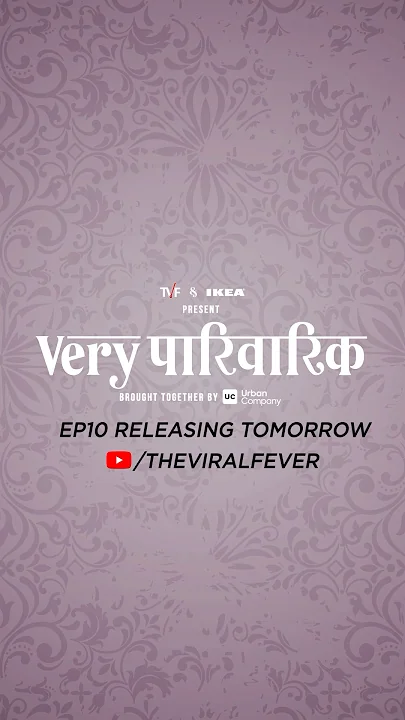 TVF & IKEA
PRESENT
Very पारिवारिक
BROUGHT TOGETHER BY UC Urban Company
EP10 RELEASING TOMORROW
/THEVIRALFEVER